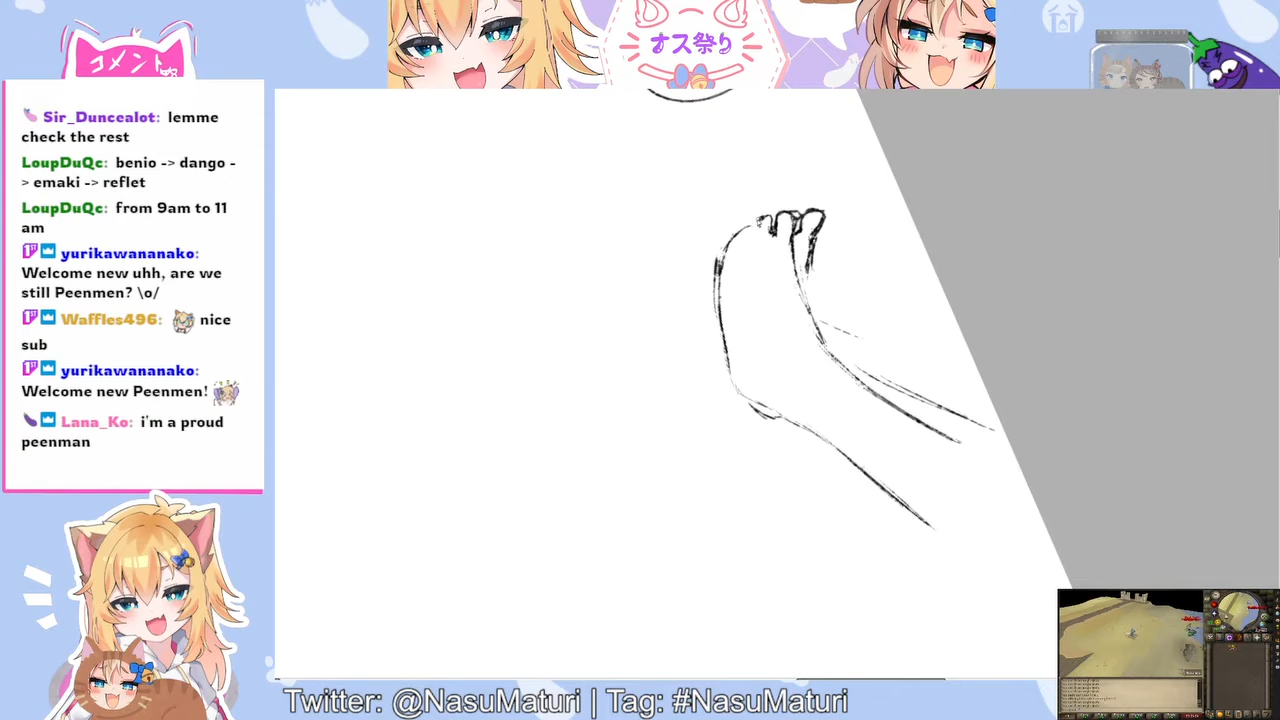 コメント
オス祭り
Sir_Duncealot: lemme
check the rest
LoupDuQc: benio -> dango -
> emaki -> reflet
LoupDuQc: from 9am to 11
am
yurikawananako:
Welcome new uhh, are we
still Peenmen? \o/
Waffles496: nice
sub
yurikawananako:
Welcome new Peenmen!
Lana_Ko: i'm a proud
peenman
Twitter: @NasuMaturi | Tag: #NasuMaturi